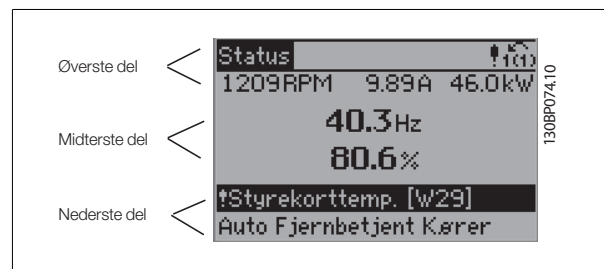 Øverste del
Status
!1(1)
1209RPM 9.89A 46.0kW
Midterste del
40.3Hz
80.6%
Nederste del
!Styrekorttemp. [W29]
Auto Fjernbetjent Kører
130BP074.10